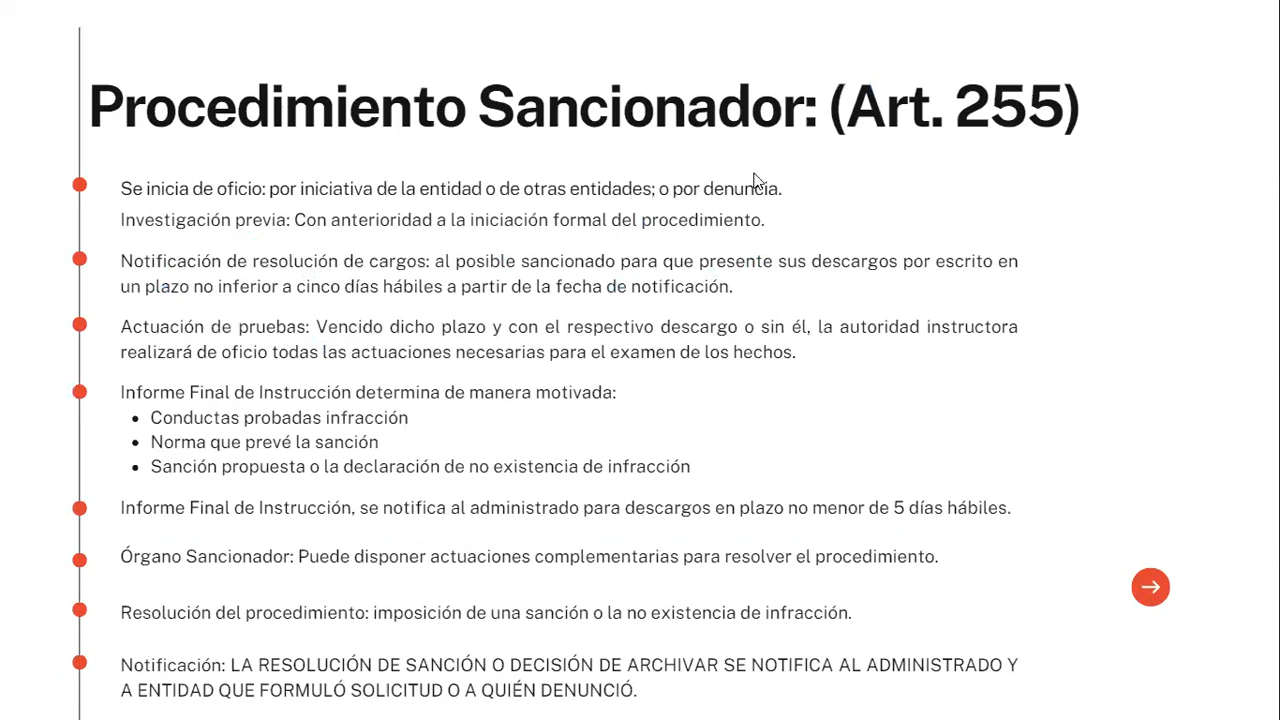 Procedimiento Sancionador: (Art. 255)
Se inicia de oficio: por iniciativa de la entidad o de otras entidades; o por denuncia.
Investigación previa: Con anterioridad a la iniciación formal del procedimiento.
Notificación de resolución de cargos: al posible sancionado para que presente sus descargos por escrito en
un plazo no inferior a cinco días hábiles a partir de la fecha de notificación.
Actuación de pruebas: Vencido dicho plazo y con el respectivo descargo o sin él, la autoridad instructora
realizará de oficio todas las actuaciones necesarias para el examen de los hechos.
Informe Final de Instrucción determina de manera motivada:
• Conductas probadas infracción
• Norma que prevé la sanción
• Sanción propuesta o la declaración de no existencia de infracción
Informe Final de Instrucción, se notifica al administrado para descargos en plazo no menor de 5 días hábiles.
Órgano Sancionador: Puede disponer actuaciones complementarias para resolver el procedimiento.
Resolución del procedimiento: imposición de una sanción o la no existencia de infracción.
Notificación: LA RESOLUCIÓN DE SANCIÓN O DECISIÓN DE ARCHIVAR SE NOTIFICA AL ADMINISTRADO Y
A ENTIDAD QUE FORMULÓ SOLICITUD O A QUIÉN DENUNCIÓ.